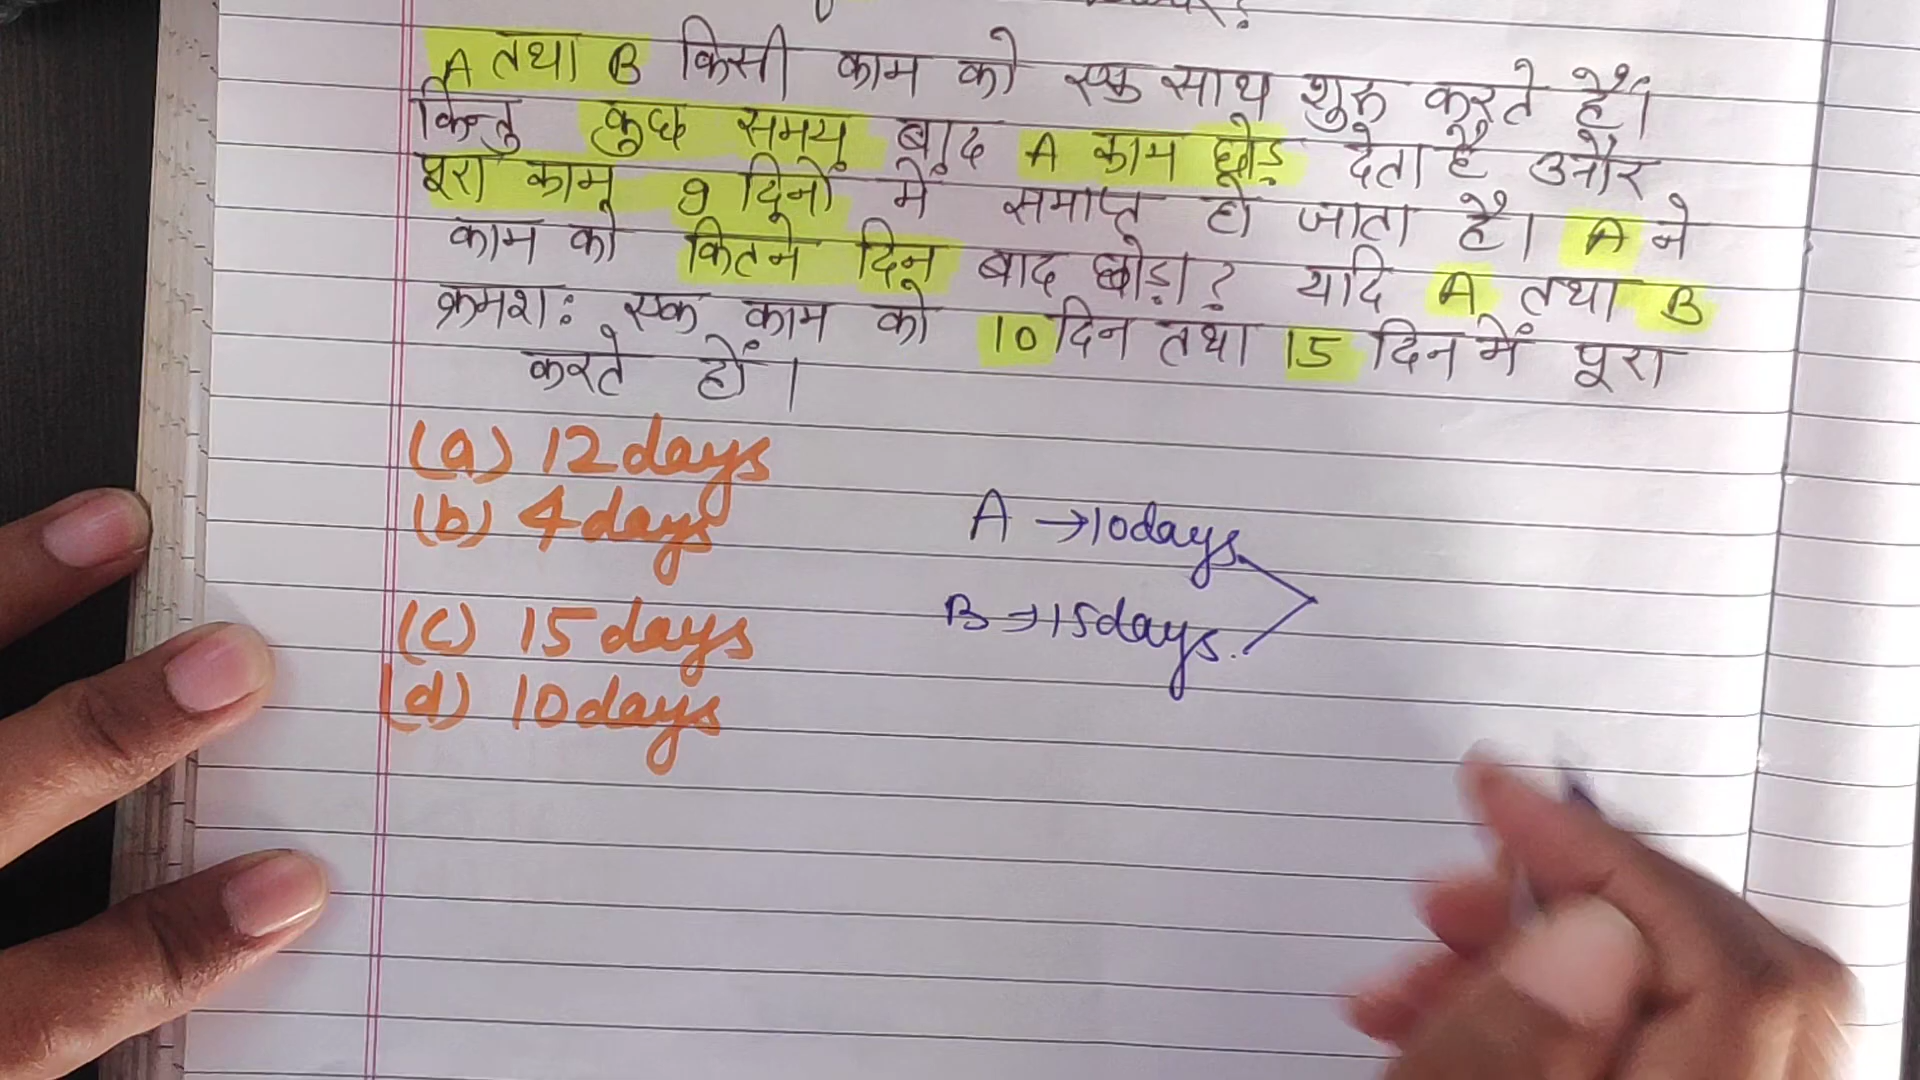 A तथा B किसी काम को एक साथ शुरु करते हैं।
किन्तु कुछ समय बाद A काम छोड़ देता है और
पूरा काम 9 दिनों में समाप्त हो जाता है। A ने
काम को कितने दिन बाद छोड़ा? यदि A तथा B
क्रमशः एक काम को 10 दिन तथा 15 दिन में पूरा
करते हों।
(a) 12 days
(b) 4 days
(c) 15 days
(d) 10 days
A → 10 days.
B → 15 days.